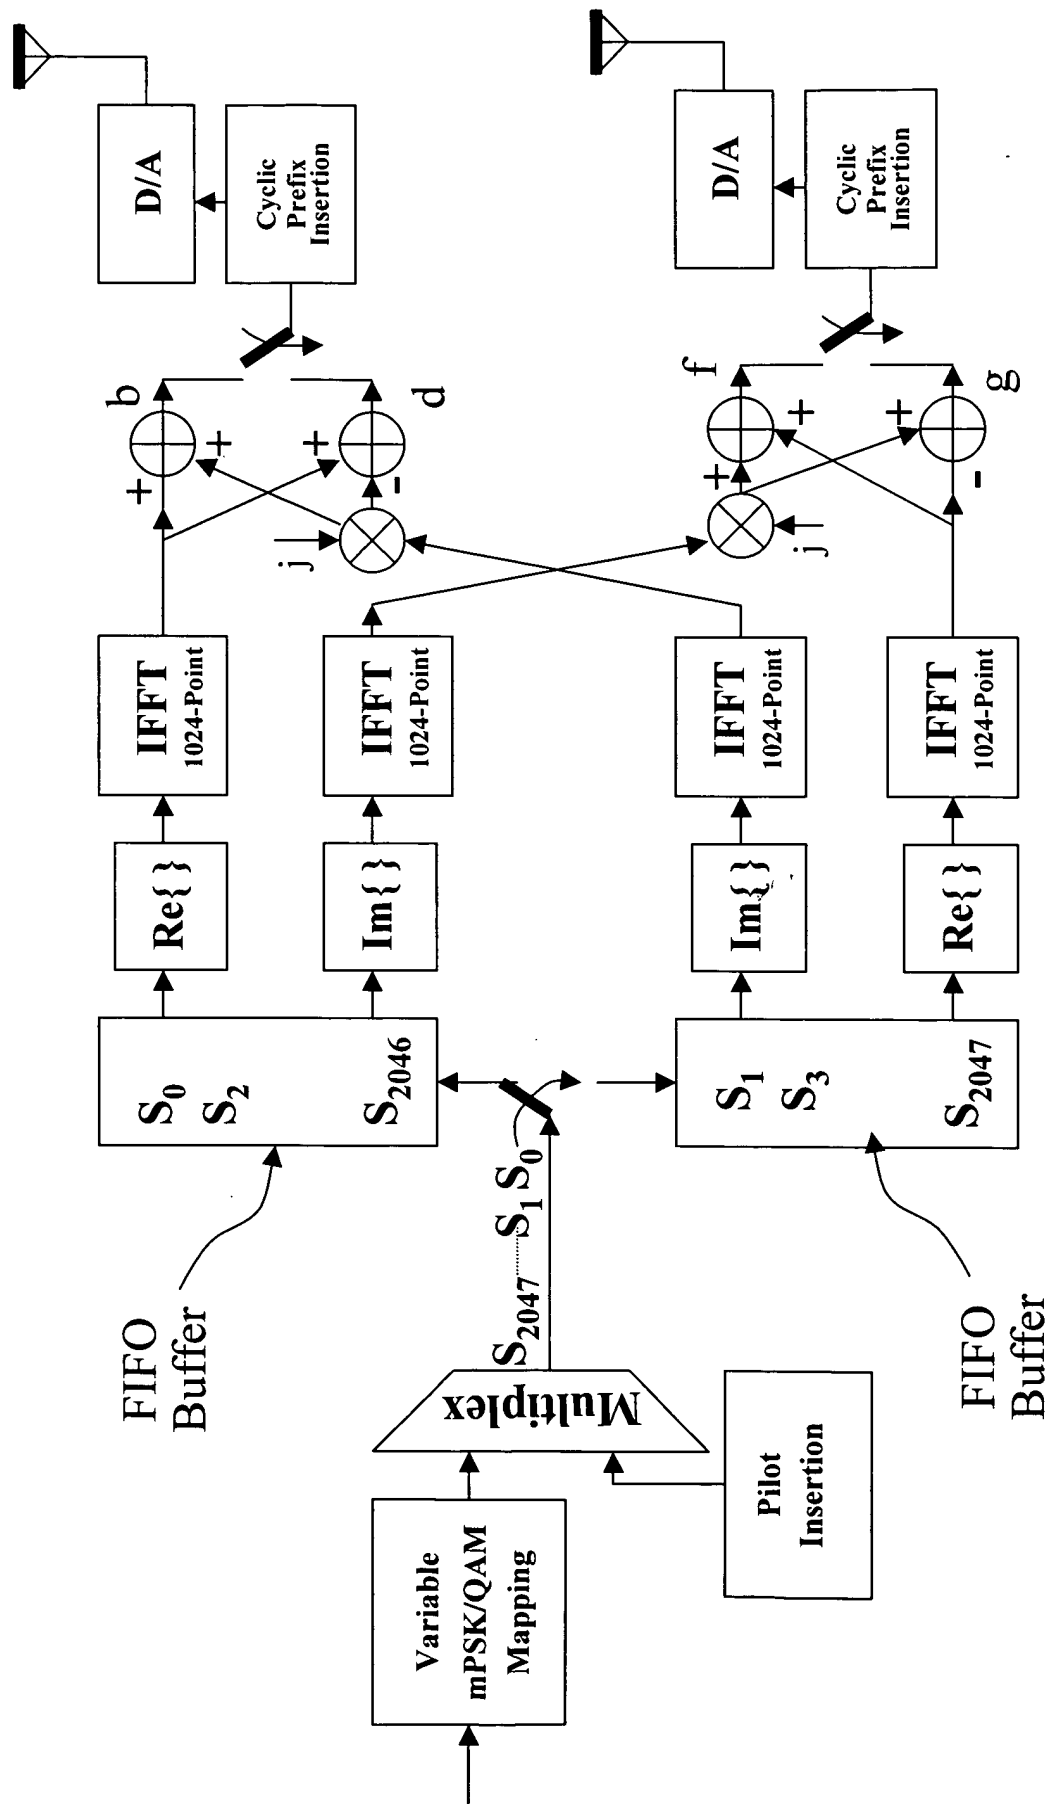 Variable
mPSK/QAM
Mapping
Pilot
Insertion
Multiplex
S2047 ......S1 S0
FIFO
Buffer
S0
S2
S2046
FIFO
Buffer
S1
S3
S2047
Re{ }
Im{ }
Im{ }
Re{ }
IFFT
1024-Point
IFFT
1024-Point
IFFT
1024-Point
IFFT
1024-Point
j
j
+
+
+
-
+
+
+
-
b
d
f
g
Cyclic
Prefix
Insertion
D/A
Cyclic
Prefix
Insertion
D/A